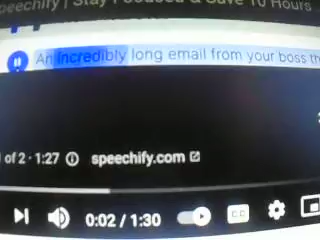 peechify | Stay Focused & Save 10 Hours
An incredibly long email from your boss th
of 2 · 1:27 speechify.com
0:02 / 1:30 CC